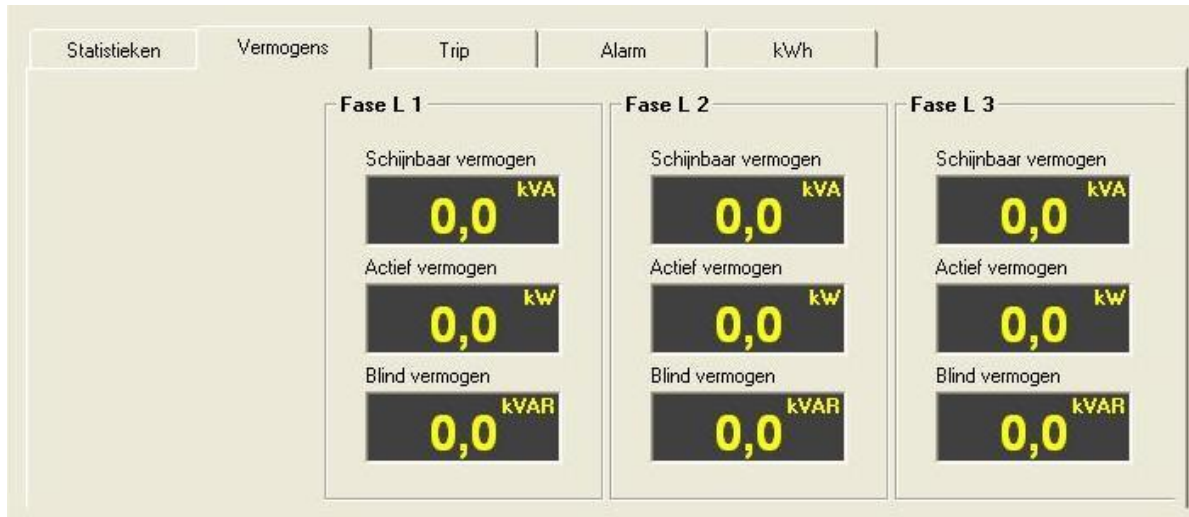 Statistieken Vermogens Trip Alarm kWh
Fase L 1
Schijnbaar vermogen
kVA
0,0
Actief vermogen
kW
0,0
Blind vermogen
kVAR
0,0
Fase L 2
Schijnbaar vermogen
kVA
0,0
Actief vermogen
kW
0,0
Blind vermogen
kVAR
0,0
Fase L 3
Schijnbaar vermogen
kVA
0,0
Actief vermogen
kW
0,0
Blind vermogen
kVAR
0,0